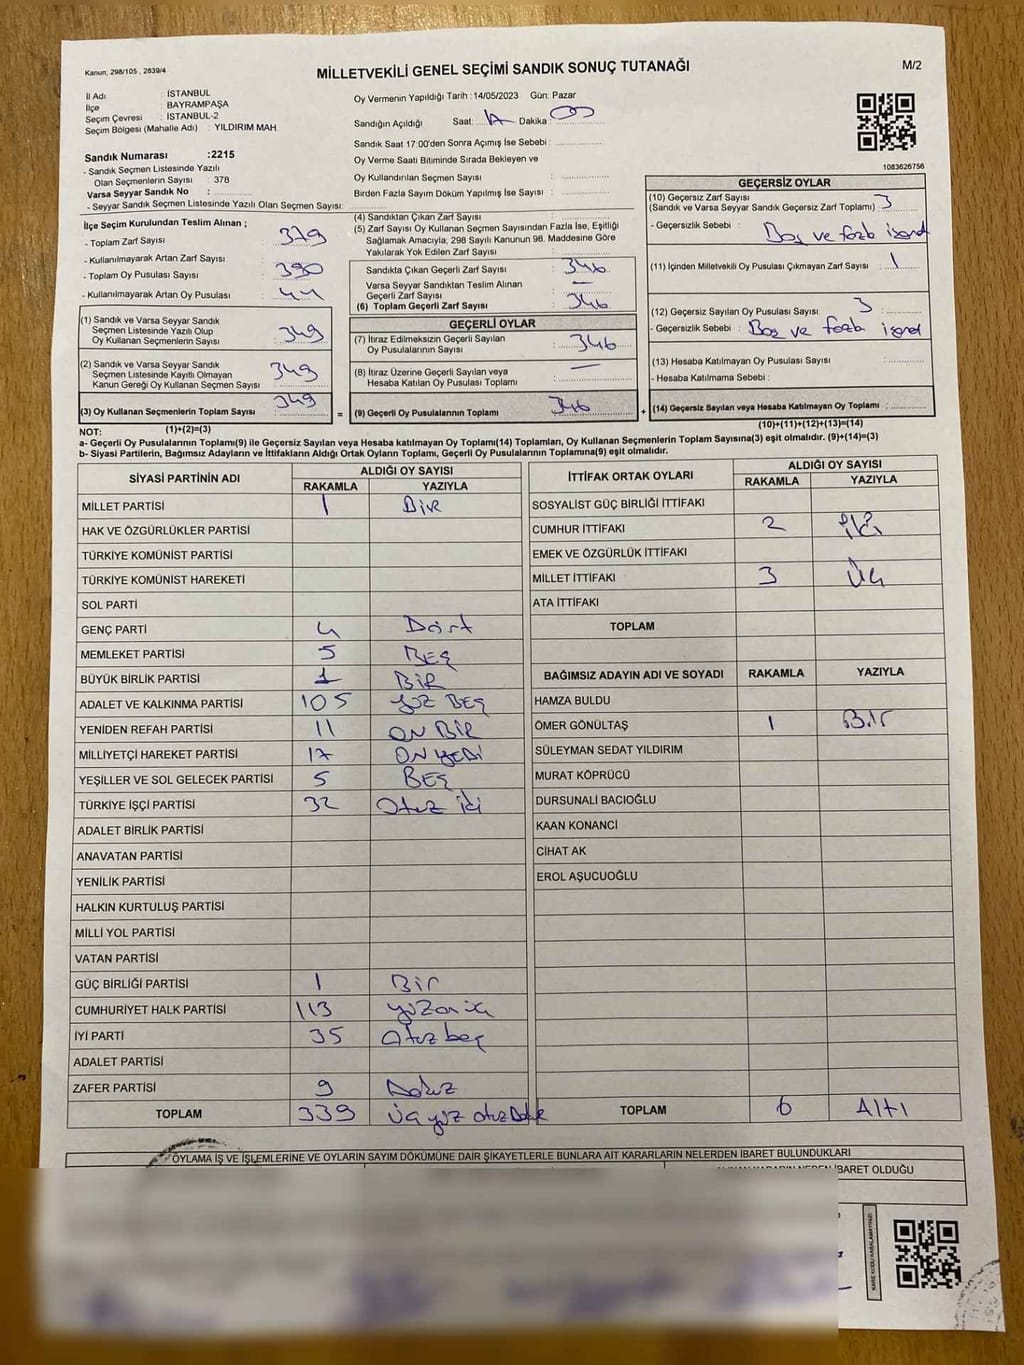 Kanun, 298/105 , 2839/4
MİLLETVEKİLİ GENEL SEÇİMİ SANDIK SONUÇ TUTANAĞI
M/2
İl Adı : İSTANBUL
İlçe : BAYRAMPAŞA
Seçim Çevresi : İSTANBUL-2
Seçim Bölgesi (Mahalle Adı) : YILDIRIM MAH.
Sandık Numarası :2215
- Sandık Seçmen Listesinde Yazılı
Olan Seçmenlerin Sayısı : 378
Varsa Seyyar Sandık No :
- Seyyar Sandık Seçmen Listesinde Yazılı Olan Seçmen Sayısı:
Oy Vermenin Yapıldığı Tarih :14/05/2023 Gün: Pazar
Sandığın Açıldığı Saat: 17 Dakika : 00
Sandık Saat 17:00'den Sonra Açımış İse Sebebi :
Oy Verme Saati Bitiminde Sırada Bekleyen ve
Oy Kullandırılan Seçmen Sayısı :
Birden Fazla Sayım Döküm Yapılmış İse Sayısı :
1083626756
İlçe Seçim Kurulundan Teslim Alınan ;
- Toplam Zarf Sayısı : 379
- Kullanılmayarak Artan Zarf Sayısı :
- Toplam Oy Pusulası Sayısı : 390
- Kullanılmayarak Artan Oy Pusulası : 41
(1) Sandık ve Varsa Seyyar Sandık
Seçmen Listesinde Yazılı Olup
Oy Kullanan Seçmenlerin Sayısı : 349
(2) Sandık ve Varsa Seyyar Sandık
Seçmen Listesinde Kayıtlı Olmayan
Kanun Gereği Oy Kullanan Seçmen Sayısı : 349
(3) Oy Kullanan Seçmenlerin Toplam Sayısı : 349
(4) Sandıktan Çıkan Zarf Sayısı :
(5) Zarf Sayısı Oy Kullanan Seçmen Sayısından Fazla İse, Eşitliği
Sağlamak Amacıyla, 298 Sayılı Kanunun 98. Maddesine Göre
Yakılarak Yok Edilen Zarf Sayısı :
Sandıkta Çıkan Geçerli Zarf Sayısı : 346
Varsa Seyyar Sandıktan Teslim Alınan
Geçerli Zarf Sayısı : —
(6) Toplam Geçerli Zarf Sayısı : 346
GEÇERLİ OYLAR
(7) İtiraz Edilmeksizin Geçerli Sayılan
Oy Pusulalarının Sayısı : 346
(8) İtiraz Üzerine Geçerli Sayılan veya
Hesaba Katılan Oy Pusulası Toplamı : —
= (9) Geçerli Oy Pusulalarının Toplamı : 346
GEÇERSİZ OYLAR
(10) Geçersiz Zarf Sayısı
(Sandık ve Varsa Seyyar Sandık Geçersiz Zarf Toplamı) : 3
- Geçersizlik Sebebi : Boş ve fazla
(11) İçinden Milletvekili Oy Pusulası Çıkmayan Zarf Sayısı : 1
(12) Geçersiz Sayılan Oy Pusulası Sayısı : 3
- Geçersizlik Sebebi : Boş ve fazla
(13) Hesaba Katılmayan Oy Pusulası Sayısı :
- Hesaba Katılmama Sebebi :
+ (14) Geçersiz Sayılan veya Hesaba Katılmayan Oy Toplamı :
NOT: (1)+(2)=(3)
(10)+(11)+(12)+(13)=(14)
a- Geçerli Oy Pusulalarının Toplamı(9) ile Geçersiz Sayılan veya Hesaba katılmayan Oy Toplamı(14) Toplamları, Oy Kullanan Seçmenlerin Toplam Sayısına(3) eşit olmalıdır. (9)+(14)=(3)
b- Siyasi Partilerin, Bağımsız Adayların ve İttifakların Aldığı Ortak Oyların Toplamı, Geçerli Oy Pusulalarının Toplamına(9) eşit olmalıdır.
SİYASİ PARTİNİN ADI ALDIĞI OY SAYISI
RAKAMLA YAZIYLA
MİLLET PARTİSİ 1 BİR
HAK VE ÖZGÜRLÜKLER PARTİSİ
TÜRKİYE KOMÜNİST PARTİSİ
TÜRKİYE KOMÜNİST HAREKETİ
SOL PARTİ
GENÇ PARTİ 4 Dört
MEMLEKET PARTİSİ 5 BEŞ
BÜYÜK BİRLİK PARTİSİ 1 BİR
ADALET VE KALKINMA PARTİSİ 105 YÜZ BEŞ
YENİDEN REFAH PARTİSİ 11 ON BİR
MİLLİYETÇİ HAREKET PARTİSİ 17 ON YEDİ
YEŞİLLER VE SOL GELECEK PARTİSİ 5 BEŞ
TÜRKİYE İŞÇİ PARTİSİ 32 Otuz iki
ADALET BİRLİK PARTİSİ
ANAVATAN PARTİSİ
YENİLİK PARTİSİ
HALKIN KURTULUŞ PARTİSİ
MİLLİ YOL PARTİSİ
VATAN PARTİSİ
GÜÇ BİRLİĞİ PARTİSİ 1 Bir
CUMHURİYET HALK PARTİSİ 113 yüzonüç
İYİ PARTİ 35 Otuzbeş
ADALET PARTİSİ
ZAFER PARTİSİ 9 Dokuz
TOPLAM 339 Üçyüz otuzDokuz
İTTİFAK ORTAK OYLARI ALDIĞI OY SAYISI
RAKAMLA YAZIYLA
SOSYALİST GÜÇ BİRLİĞİ İTTİFAKI
CUMHUR İTTİFAKI 2 İki
EMEK VE ÖZGÜRLÜK İTTİFAKI
MİLLET İTTİFAKI 3 Üç
ATA İTTİFAKI
TOPLAM
BAĞIMSIZ ADAYIN ADI VE SOYADI RAKAMLA YAZIYLA
HAMZA BULDU
ÖMER GÖNÜLTAŞ 1 Bir
SÜLEYMAN SEDAT YILDIRIM
MURAT KÖPRÜCÜ
DURSUNALİ BACIOĞLU
KAAN KONANCİ
CİHAT AK
EROL AŞUCUOĞLU
TOPLAM 6 ALTI
OYLAMA İŞ VE İŞLEMLERİNE VE OYLARIN SAYIM DÖKÜMÜNE DAİR ŞİKAYETLERLE BUNLARA AİT KARARLARIN NELERDEN İBARET BULUNDUKLARI
NEDEN İBARET OLDUĞU
KARE KODU KARALAMAYINIZ!